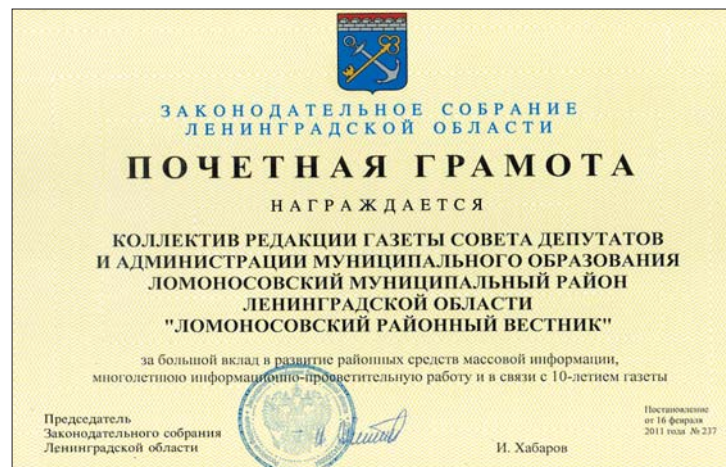 ЗАКОНОДАТЕЛЬНОЕ СОБРАНИЕ
ЛЕНИНГРАДСКОЙ ОБЛАСТИ
ПОЧЕТНАЯ ГРАМОТА
НАГРАЖДАЕТСЯ
КОЛЛЕКТИВ РЕДАКЦИИ ГАЗЕТЫ СОВЕТА ДЕПУТАТОВ
И АДМИНИСТРАЦИИ МУНИЦИПАЛЬНОГО ОБРАЗОВАНИЯ
ЛОМОНОСОВСКИЙ МУНИЦИПАЛЬНЫЙ РАЙОН
ЛЕНИНГРАДСКОЙ ОБЛАСТИ
"ЛОМОНОСОВСКИЙ РАЙОННЫЙ ВЕСТНИК"
за большой вклад в развитие районных средств массовой информации,
многолетнюю информационно-просветительную работу и в связи с 10-летием газеты
Председатель
Законодательного собрания
Ленинградской области
И. Хабаров
Постановление
от 16 февраля
2011 года № 237